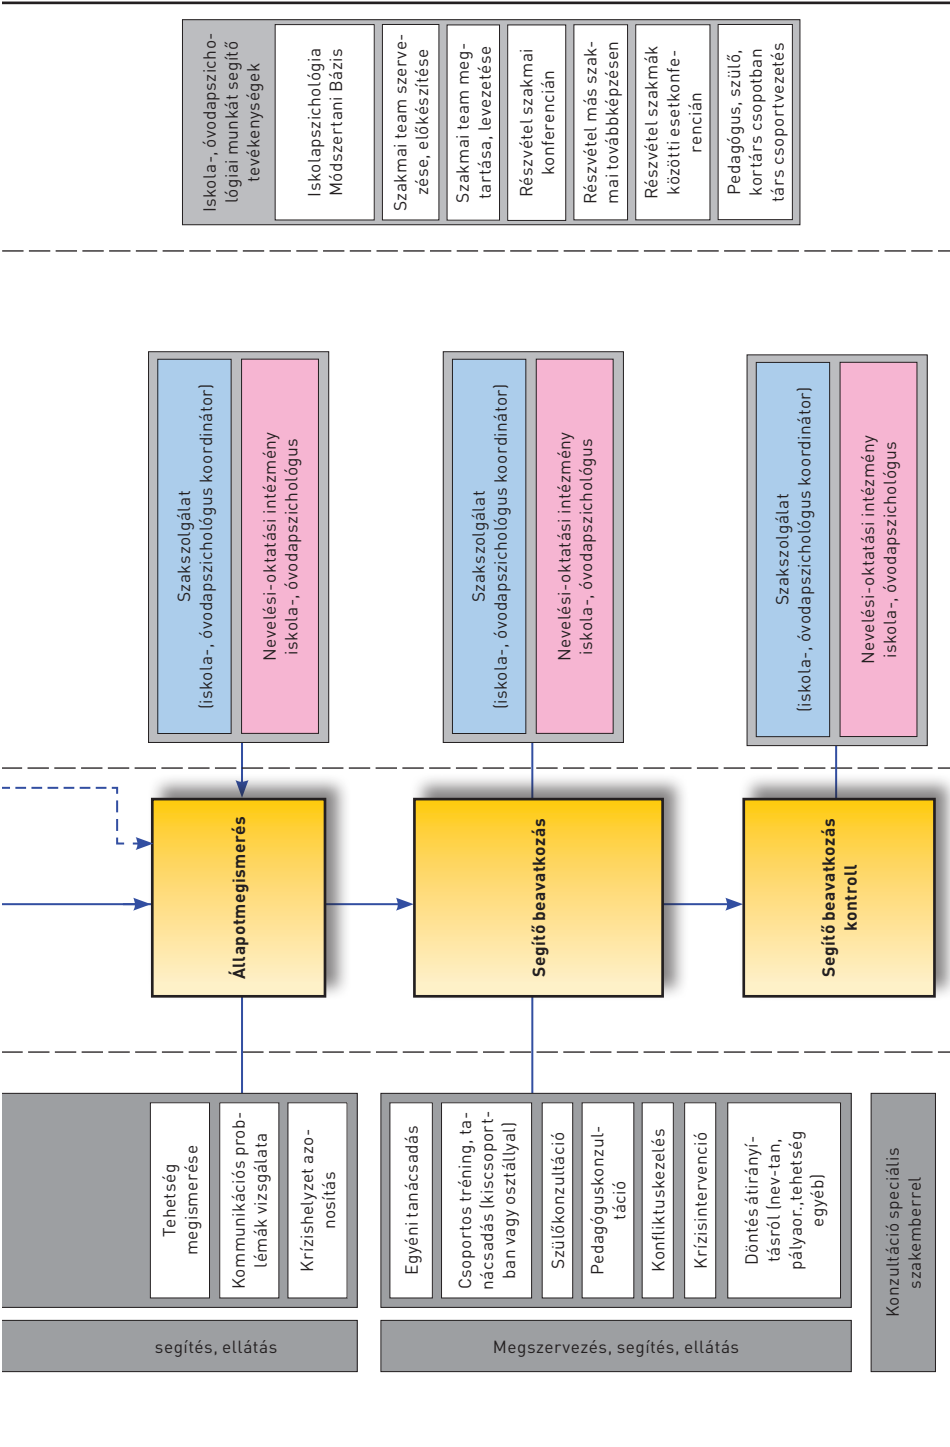 Iskola-, óvodapszicho-
lógiai munkát segítő
tevékenységek
Iskolapszichológia
Módszertani Bázis
Szakmai team szerve-
zése, előkészítése
Szakmai team meg-
tartása, levezetése
Részvétel szakmai
konferencián
Részvétel más szak-
mai továbbképzésen
Részvétel szakmák
közötti esetkonfe-
rencián
Pedagógus, szülő,
kortárs csopotban
társ csoportvezetés
Szakszolgálat
(iskola-, óvodapszichológus koordinátor)
Nevelési-oktatási intézmény
iskola-, óvodapszichológus
Szakszolgálat
(iskola-, óvodapszichológus koordinátor)
Nevelési-oktatási intézmény
iskola-, óvodapszichológus
Szakszolgálat
(iskola-, óvodapszichológus koordinátor)
Nevelési-oktatási intézmény
iskola-, óvodapszichológus
Állapotmegismerés
Segítő beavatkozás
Segítő beavatkozás
kontroll
Tehetség
megismerése
Kommunikációs prob-
lémák vizsgálata
Krízishelyzet azo-
nosítás
Egyéni tanácsadás
Csoportos tréning, ta-
nácsadás (kiscsoport-
ban vagy osztállyal)
Szülőkonzultáció
Pedagóguskonzul-
táció
Konfliktuskezelés
Krízisintervenció
Döntés átirányí-
tásról (nev-tan,
pályaor.,tehetség
egyéb)
Konzultáció speciális
szakemberrel
segítés, ellátás
Megszervezés, segítés, ellátás